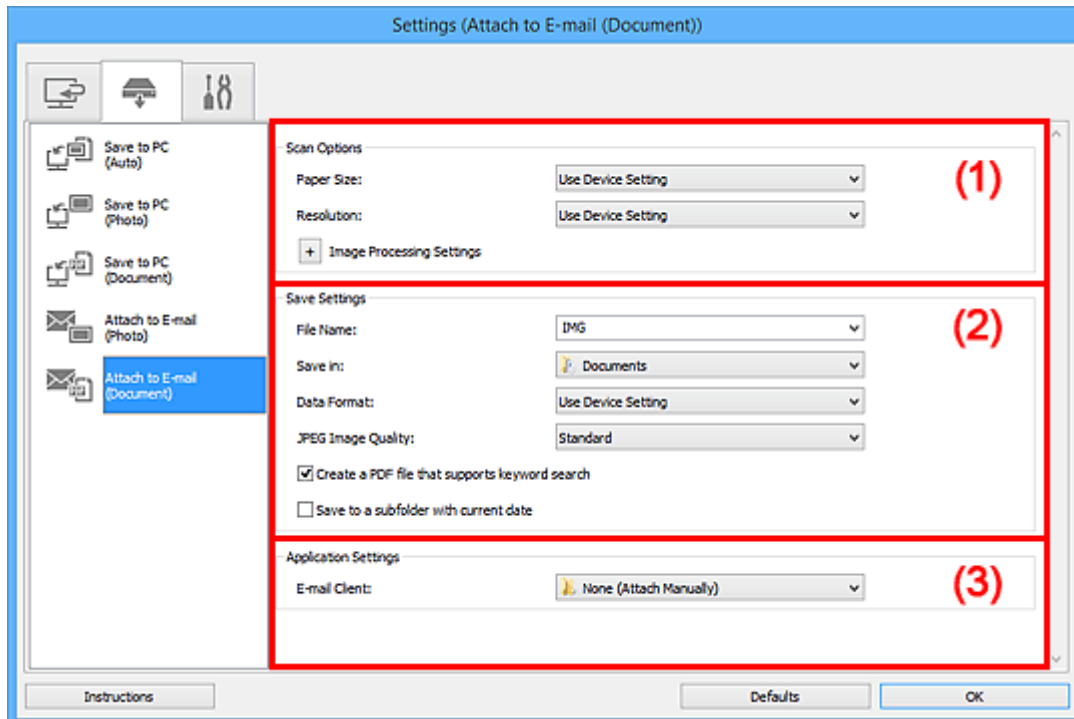 Settings (Attach to E-mail (Document))
Save to PC
(Auto)
Save to PC
(Photo)
Save to PC
(Document)
Attach to E-mail
(Photo)
Attach to E-mail
(Document)
Scan Options
(1)
Paper Size: Use Device Setting
Resolution: Use Device Setting
+ Image Processing Settings
Save Settings
(2)
File Name: IMG
Save in: Documents
Data Format: Use Device Setting
JPEG Image Quality: Standard
Create a PDF file that supports keyword search
Save to a subfolder with current date
Application Settings
(3)
E-mail Client: None (Attach Manually)
Instructions Defaults OK